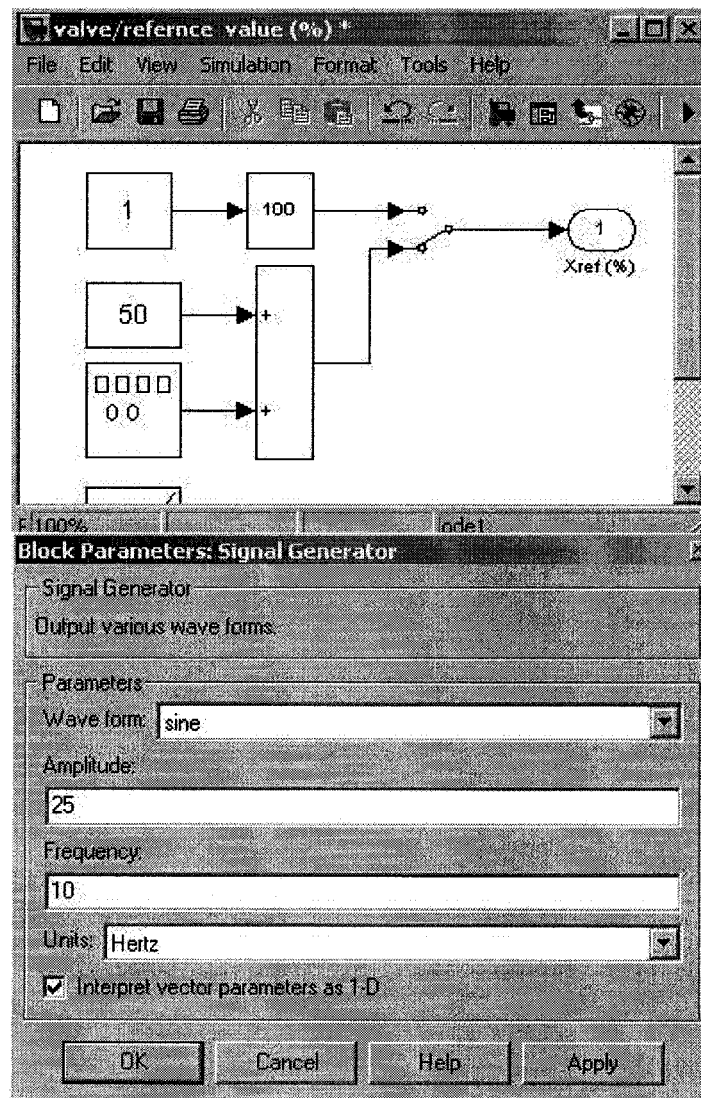 valve/refernce value (%) *
File Edit View Simulation Format Tools Help
1
100
1
Xref (%)
50
+
+
100%
ode1
Block Parameters: Signal Generator
Signal Generator
Output various wave forms.
Parameters
Wave form: sine
Amplitude:
25
Frequency:
10
Units: Hertz
Interpret vector parameters as 1-D
OK Cancel Help Apply